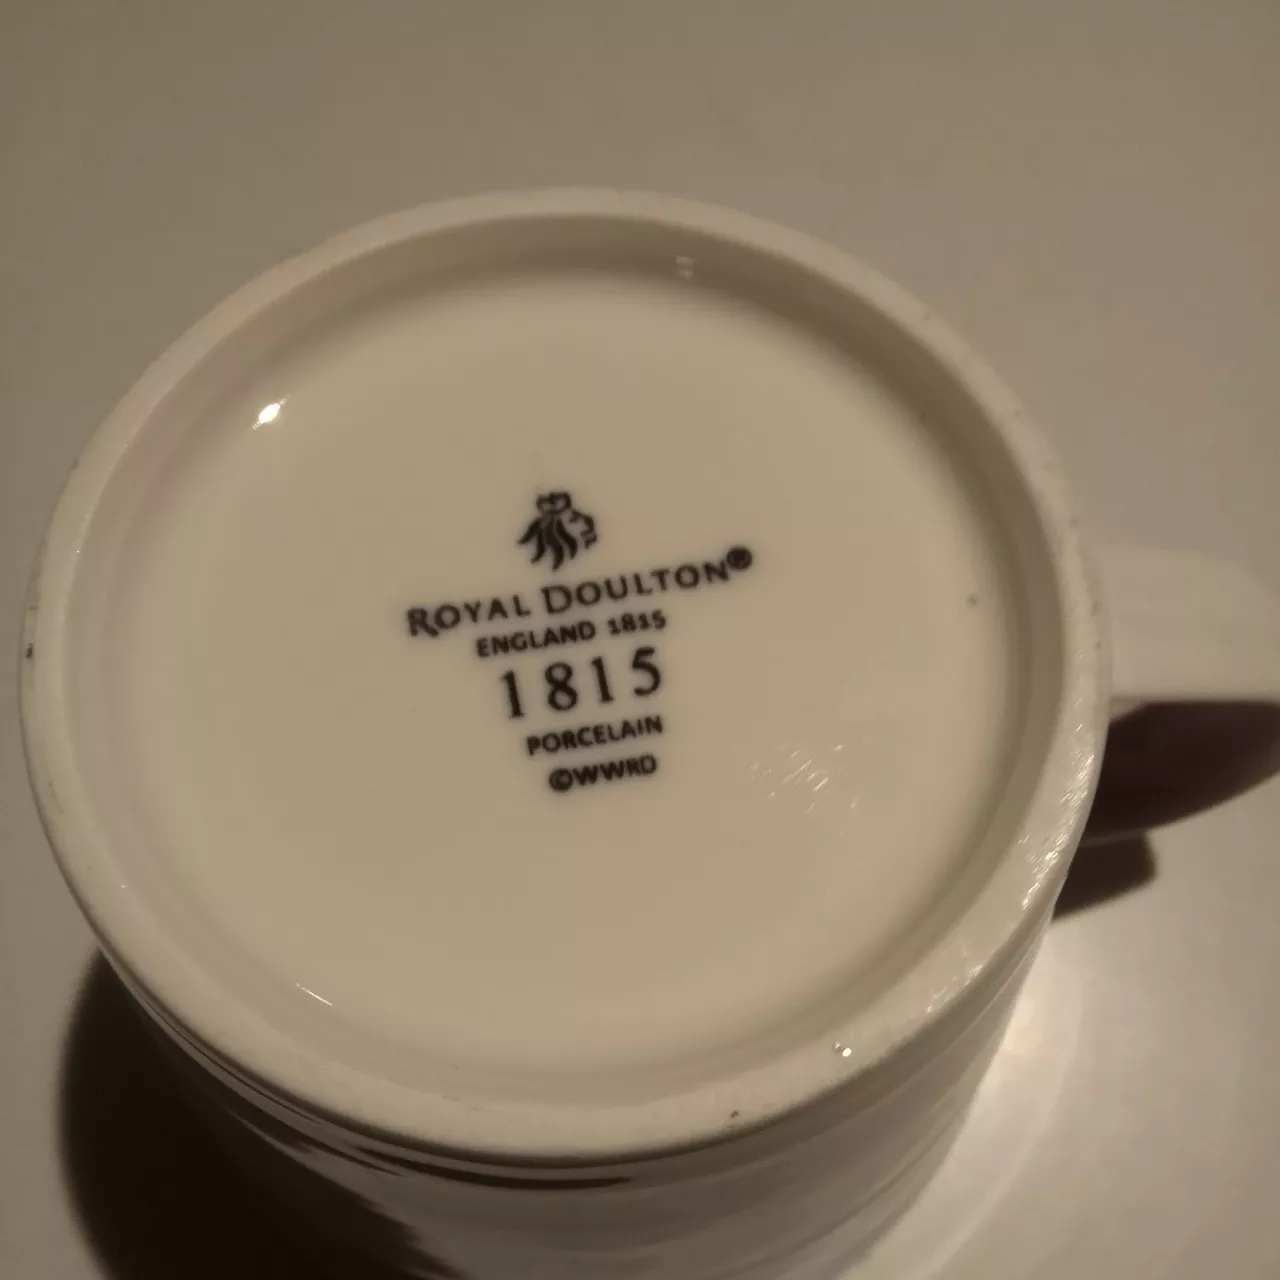 ROYAL DOULTON®
ENGLAND 1815
1815
PORCELAIN
©WWRD